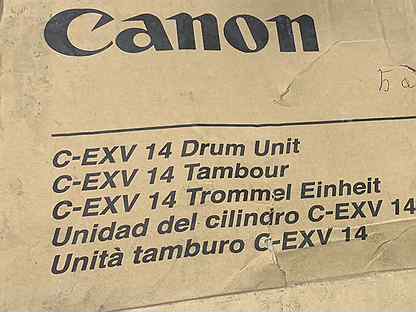 Canon
C-EXV 14 Drum Unit
C-EXV 14 Tambour
C-EXV 14 Trommel Einheit
Unidad del cilindro C-EXV 14
Unità tamburo C-EXV 14